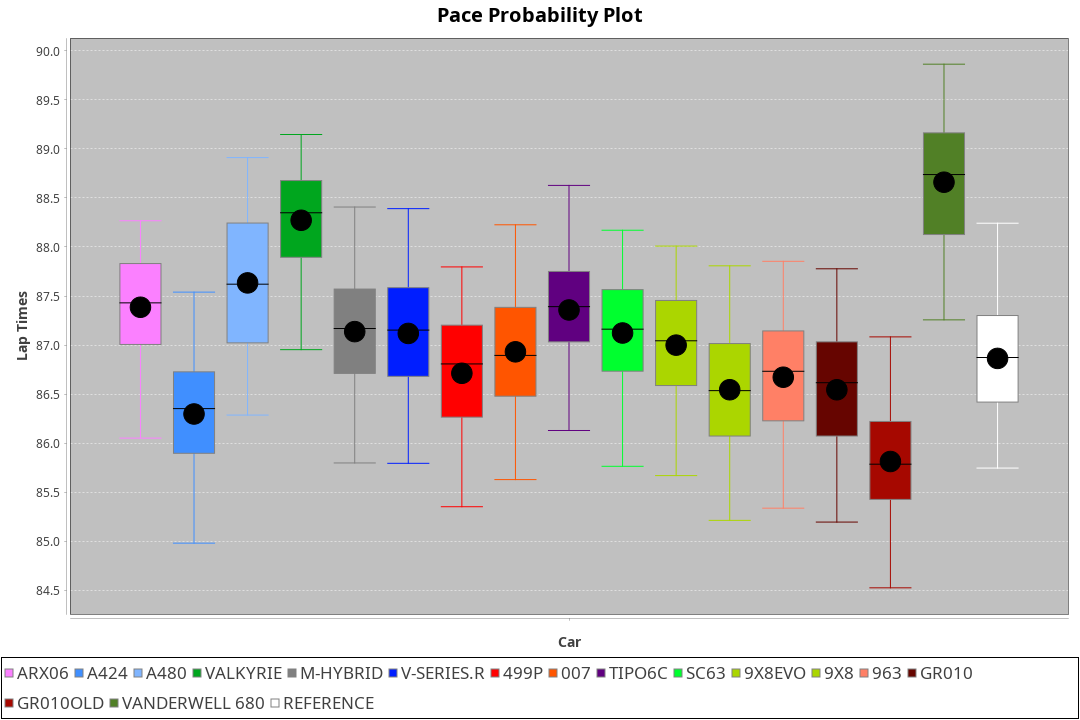 Pace Probability Plot
90.0
89.5
89.0
88.5
88.0
87.5
87.0
86.5
86.0
85.5
85.0
84.5
Lap Times
Car
ARX06 A424 A480 VALKYRIE M-HYBRID V-SERIES.R 499P 007 TIPO6C SC63 9X8EVO 9X8 963 GR010
GR010OLD VANDERWELL 680 REFERENCE